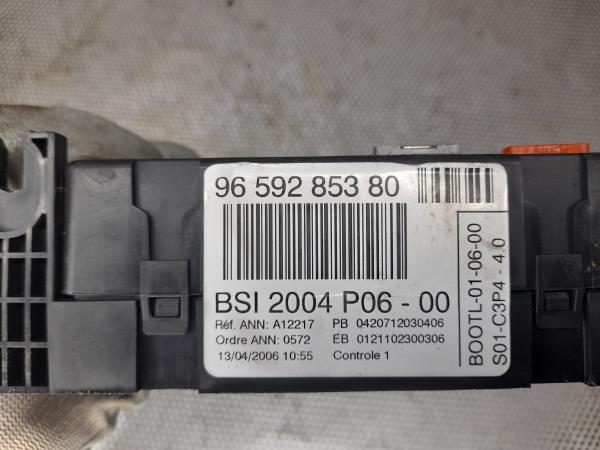 96 592 853 80
BSI 2004 P06 - 00
Réf. ANN: A12217 PB 0420712030406
Ordre ANN: 0572 EB 0121102300306
13/04/2006 10:55 Controle 1
BOOTL-01-06-00
S01-C3P4 - 4.0